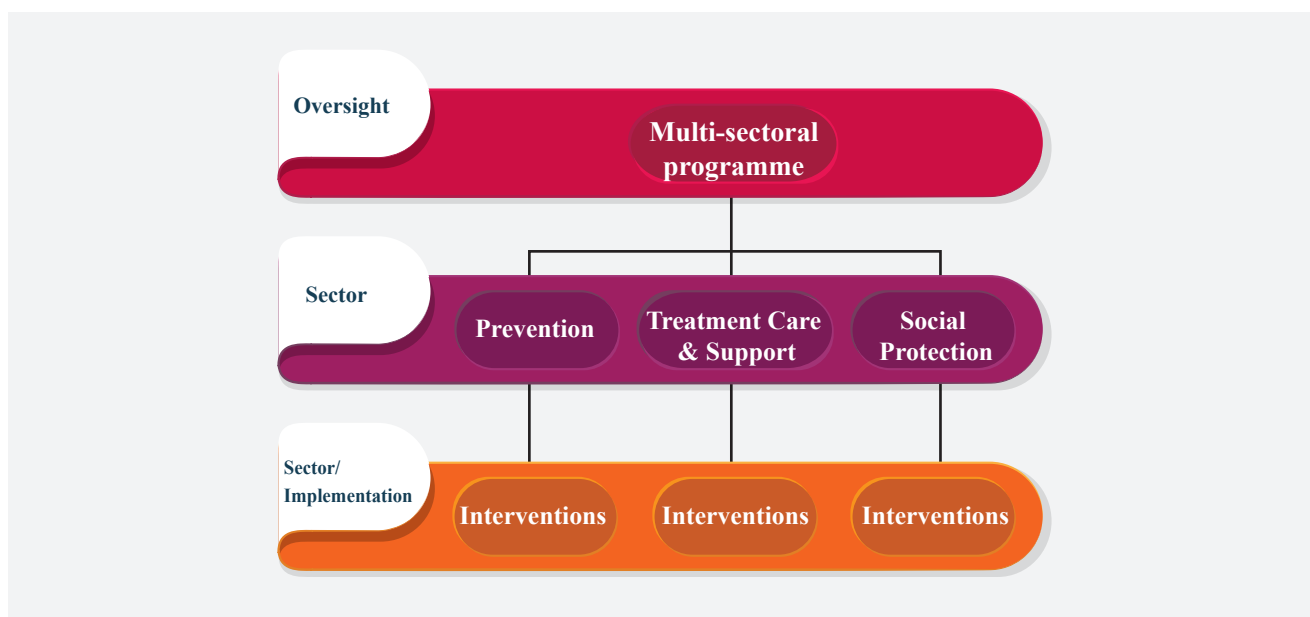 Oversight
Multi-sectoral
programme
Sector
Prevention
Treatment Care
& Support
Social
Protection
Sector/
Implementation
Interventions
Interventions
Interventions